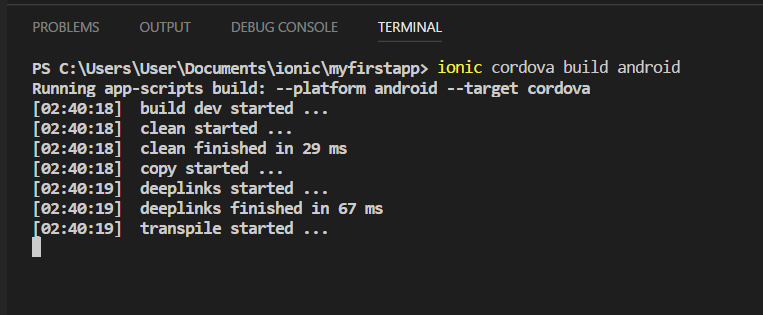 PROBLEMS OUTPUT DEBUG CONSOLE TERMINAL
PS C:\Users\User\Documents\ionic\myfirstapp> ionic cordova build android
Running app-scripts build: --platform android --target cordova
[02:40:18] build dev started ...
[02:40:18] clean started ...
[02:40:18] clean finished in 29 ms
[02:40:18] copy started ...
[02:40:19] deeplinks started ...
[02:40:19] deeplinks finished in 67 ms
[02:40:19] transpile started ...